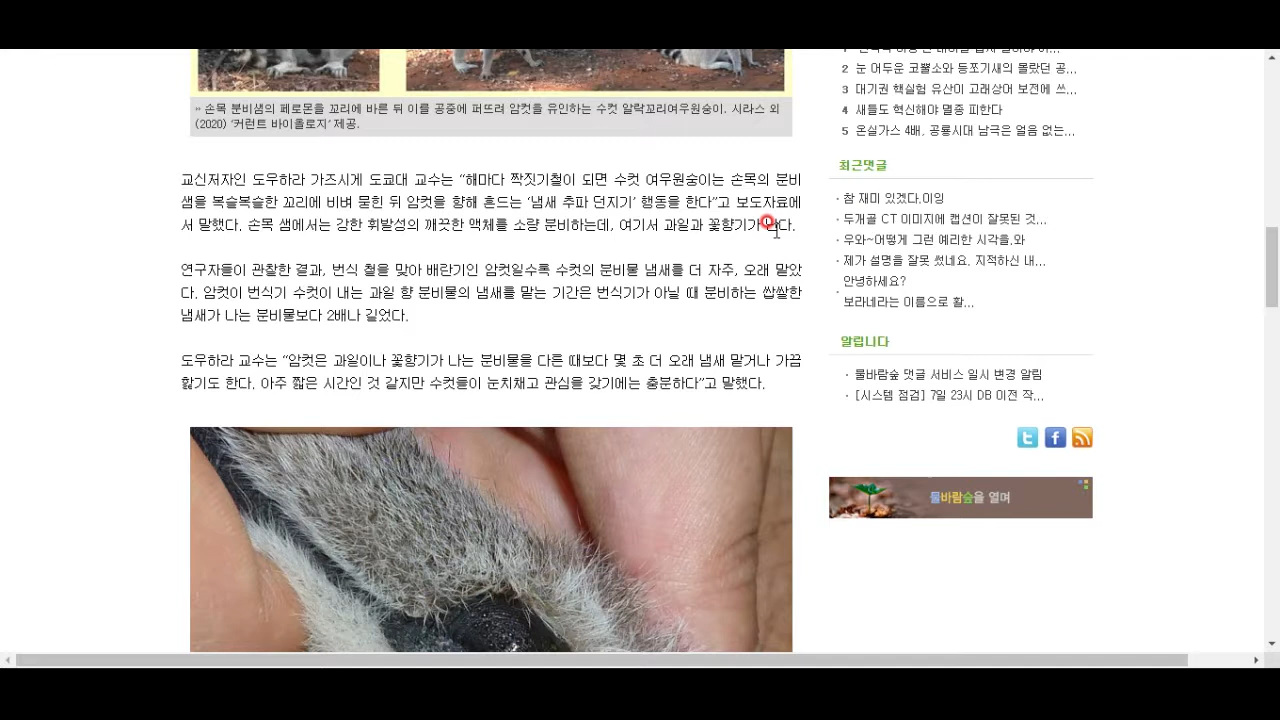 » 손목 분비샘의 페로몬을 꼬리에 바른 뒤 이를 공중에 퍼뜨려 암컷을 유인하는 수컷 알락꼬리여우원숭이. 시라스 외
(2020) '커런트 바이올로지' 제공.
교신저자인 도우하라 가즈시게 도쿄대 교수는 “해마다 짝짓기철이 되면 수컷 여우원숭이는 손목의 분비
샘을 복슬복슬한 꼬리에 비벼 묻힌 뒤 암컷을 향해 흔드는 ‘냄새 추파 던지기’ 행동을 한다”고 보도자료에
서 말했다. 손목 샘에서는 강한 휘발성의 깨끗한 액체를 소량 분비하는데, 여기서 과일과 꽃향기가
연구자들이 관찰한 결과, 번식 철을 맞아 배란기인 암컷일수록 수컷의 분비물 냄새를 더 자주, 오래 맡았
다. 암컷이 번식기 수컷이 내는 과일 향 분비물의 냄새를 맡는 기간은 번식기가 아닐 때 분비하는 씁쓸한
냄새가 나는 분비물보다 2배나 길었다.
도우하라 교수는 “암컷은 과일이나 꽃향기가 나는 분비물을 다른 때보다 몇 초 더 오래 냄새 맡거나 가끔
핥기도 한다. 아주 짧은 시간인 것 같지만 수컷들이 눈치채고 관심을 갖기에는 충분하다”고 말했다.
2 눈 어두운 코뿔소와 등쪼기새의 몰랐던 공...
3 대기권 핵실험 유산이 고래상어 보전에 쓰...
4 새들도 혁신해야 멸종 피한다
5 온실가스 4배, 공룡시대 남극은 얼음 없는...
최근댓글
· 참 재미 있겠다.이잉
· 두개골 CT 이미지에 캡션이 잘못된 것...
· 우와~어떻게 그런 예리한 시각을.와
· 제가 설명을 잘못 썼네요. 지적하신 내...
안녕하세요?
· 보라네라는 이름으로 활...
알립니다
· 물바람숲 댓글 서비스 일시 변경 알림
· [시스템 점검] 7일 23시 DB 이전 작...
물바람숲을 열며